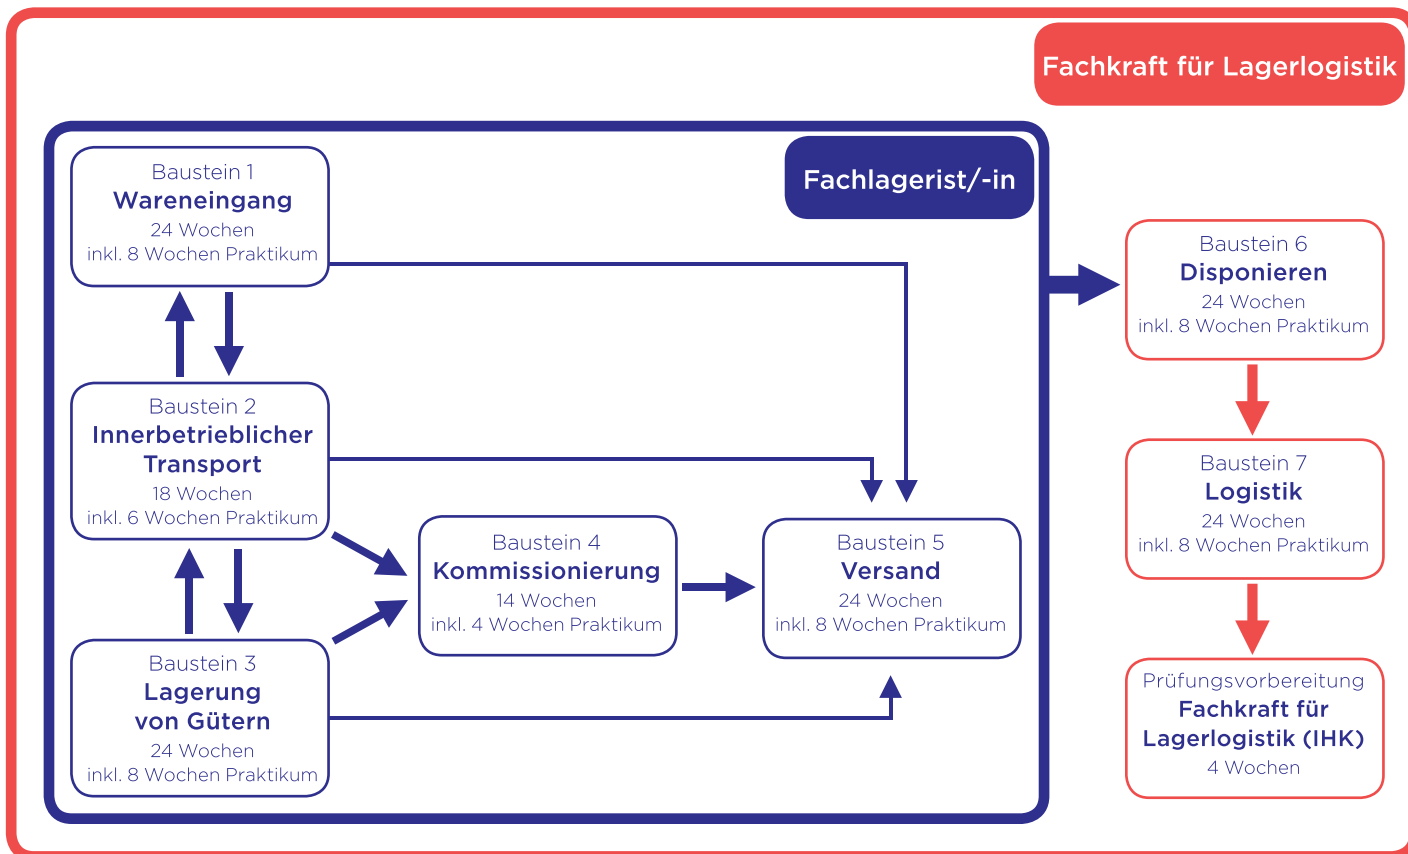 Fachkraft für Lagerlogistik
Fachlagerist/-in
Baustein 1
Wareneingang
24 Wochen
inkl. 8 Wochen Praktikum
Baustein 2
Innerbetrieblicher
Transport
18 Wochen
inkl. 6 Wochen Praktikum
Baustein 3
Lagerung
von Gütern
24 Wochen
inkl. 8 Wochen Praktikum
Baustein 4
Kommissionierung
14 Wochen
inkl. 4 Wochen Praktikum
Baustein 5
Versand
24 Wochen
inkl. 8 Wochen Praktikum
Baustein 6
Disponieren
24 Wochen
inkl. 8 Wochen Praktikum
Baustein 7
Logistik
24 Wochen
inkl. 8 Wochen Praktikum
Prüfungsvorbereitung
Fachkraft für
Lagerlogistik (IHK)
4 Wochen